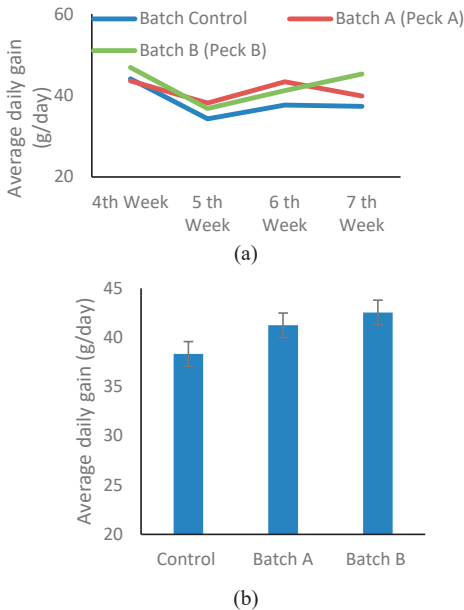 Batch Control
Batch A (Peck A)
Batch B (Peck B)
Average daily gain
(g/day)
60
40
20
4th Week
5 th
Week
6 th
Week
7 th
Week
(a)
Average daily gain (g/day)
45
40
35
30
25
20
Control
Batch A
Batch B
(b)